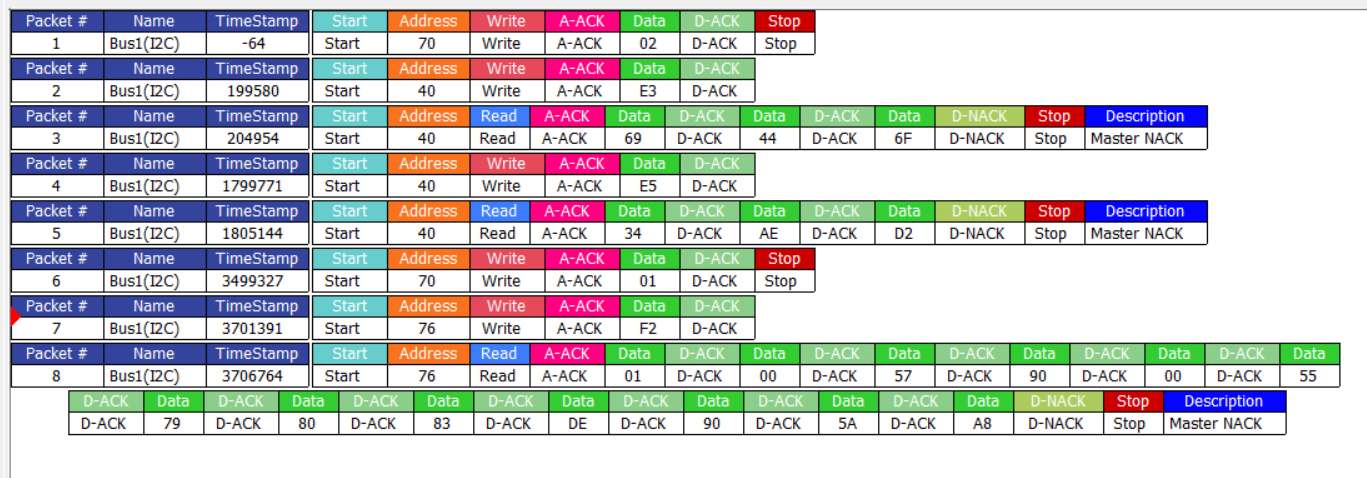 Packet # Name TimeStamp Start Address Write A-ACK Data D-ACK Stop
1 Bus1(I2C) -64 Start 70 Write A-ACK 02 D-ACK Stop
Packet # Name TimeStamp Start Address Write A-ACK Data D-ACK
2 Bus1(I2C) 199580 Start 40 Write A-ACK E3 D-ACK
Packet # Name TimeStamp Start Address Read A-ACK Data D-ACK Data D-ACK Data D-NACK Stop Description
3 Bus1(I2C) 204954 Start 40 Read A-ACK 69 D-ACK 44 D-ACK 6F D-NACK Stop Master NACK
Packet # Name TimeStamp Start Address Write A-ACK Data D-ACK
4 Bus1(I2C) 1799771 Start 40 Write A-ACK E5 D-ACK
Packet # Name TimeStamp Start Address Read A-ACK Data D-ACK Data D-ACK Data D-NACK Stop Description
5 Bus1(I2C) 1805144 Start 40 Read A-ACK 34 D-ACK AE D-ACK D2 D-NACK Stop Master NACK
Packet # Name TimeStamp Start Address Write A-ACK Data D-ACK Stop
6 Bus1(I2C) 3499327 Start 70 Write A-ACK 01 D-ACK Stop
Packet # Name TimeStamp Start Address Write A-ACK Data D-ACK
7 Bus1(I2C) 3701391 Start 76 Write A-ACK F2 D-ACK
Packet # Name TimeStamp Start Address Read A-ACK Data D-ACK Data D-ACK Data D-ACK Data D-ACK Data D-ACK Data
8 Bus1(I2C) 3706764 Start 76 Read A-ACK 01 D-ACK 00 D-ACK 57 D-ACK 90 D-ACK 00 D-ACK 55
D-ACK Data D-ACK Data D-ACK Data D-ACK Data D-ACK Data D-ACK Data D-ACK Data D-NACK Stop Description
D-ACK 79 D-ACK 80 D-ACK 83 D-ACK DE D-ACK 90 D-ACK 5A D-ACK A8 D-NACK Stop Master NACK